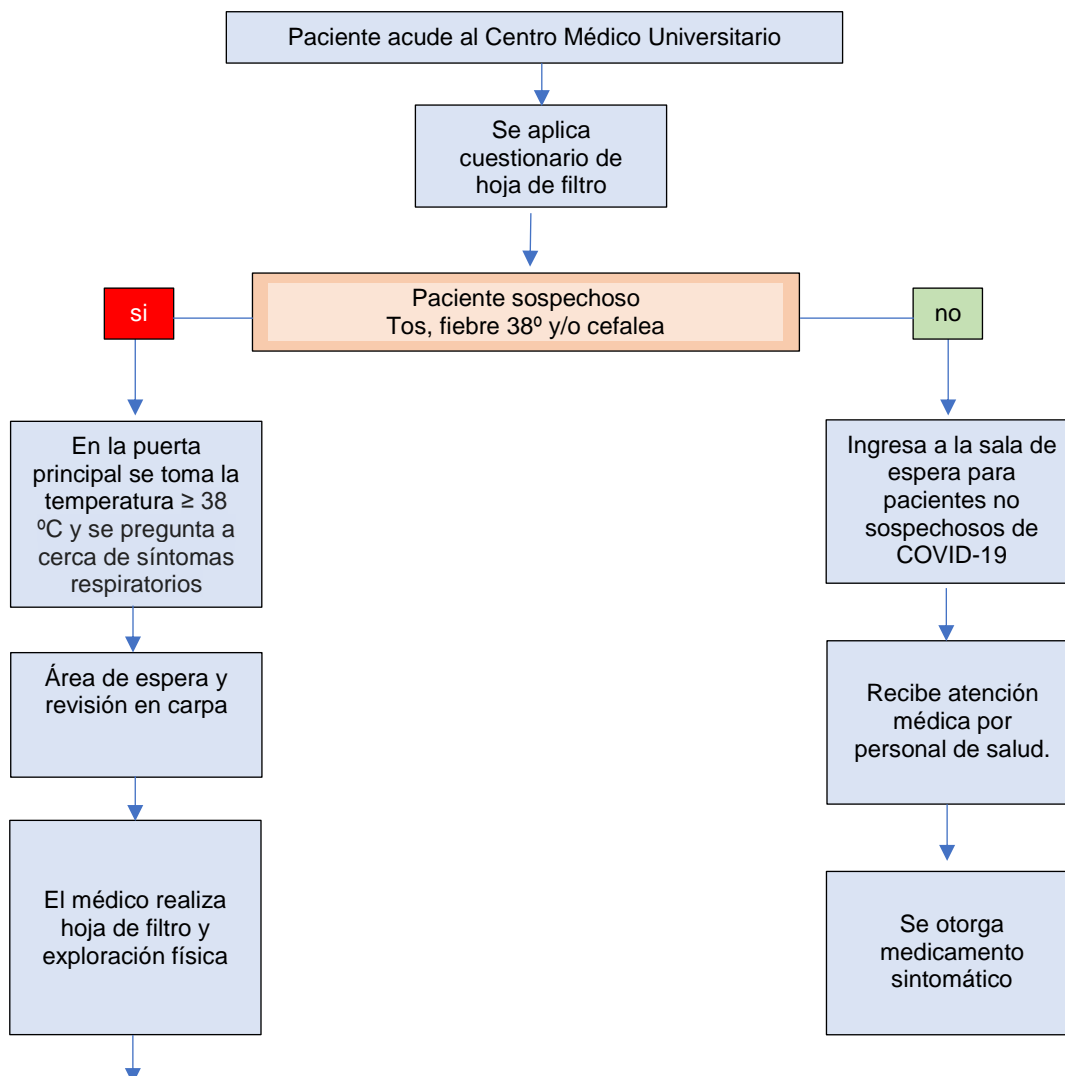 Paciente acude al Centro Médico Universitario
Se aplica
cuestionario de
hoja de filtro
Paciente sospechoso
Tos, fiebre 38º y/o cefalea
si
no
En la puerta
principal se toma la
temperatura ≥ 38
ºC y se pregunta a
cerca de síntomas
respiratorios
Ingresa a la sala de
espera para
pacientes no
sospechosos de
COVID-19
Área de espera y
revisión en carpa
Recibe atención
médica por
personal de salud.
El médico realiza
hoja de filtro y
exploración física
Se otorga
medicamento
sintomático